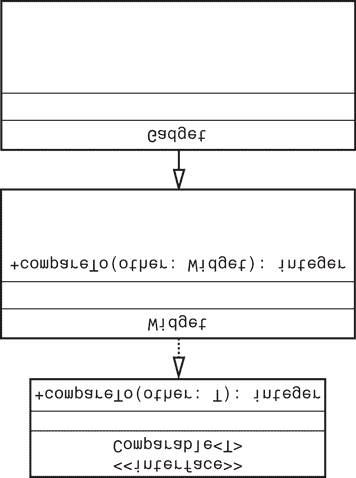 <<interface>>
Comparable<T>
+compareTo(other: T): integer
Widget
+compareTo(other: Widget): integer
Gadget